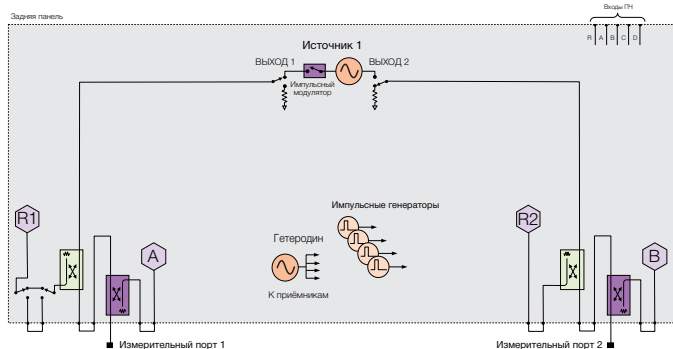 Входы ПЧ
Задняя панель
R A B C D
Источник 1
ВЫХОД 1
ВЫХОД 2
Импульсный
модулятор
R1
A
Гетеродин
К приёмникам
Импульсные генераторы
R2
B
Измерительный порт 1
Измерительный порт 2